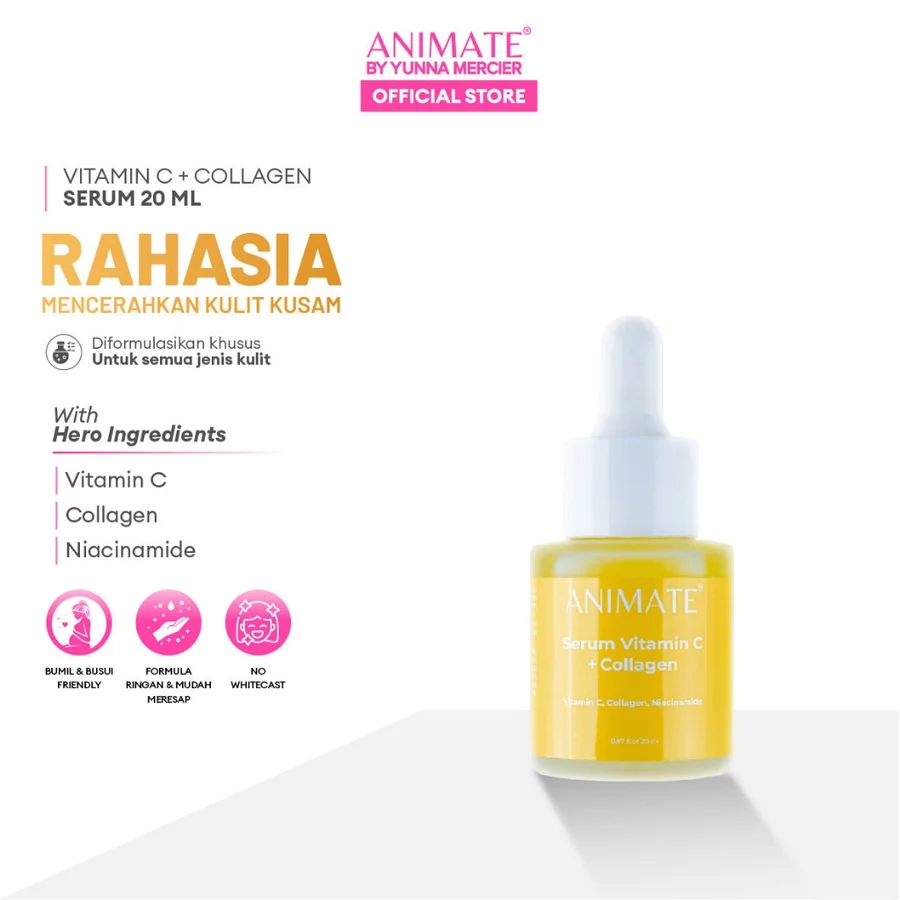 ANIMATE®
BY YUNNA MERCIER
OFFICIAL STORE
VITAMIN C + COLLAGEN
SERUM 20 ML
RAHASIA
MENCERAHKAN KULIT KUSAM
Diformulasikan khusus
Untuk semua jenis kulit
With
Hero Ingredients
Vitamin C
Collagen
Niacinamide
BUMIL & BUSUI
FRIENDLY
FORMULA
RINGAN & MUDAH
MERESAP
NO
WHITECAST
ANIMATE®
Serum Vitamin C
+ Collagen
Vitamin C, Collagen, Niacinamide